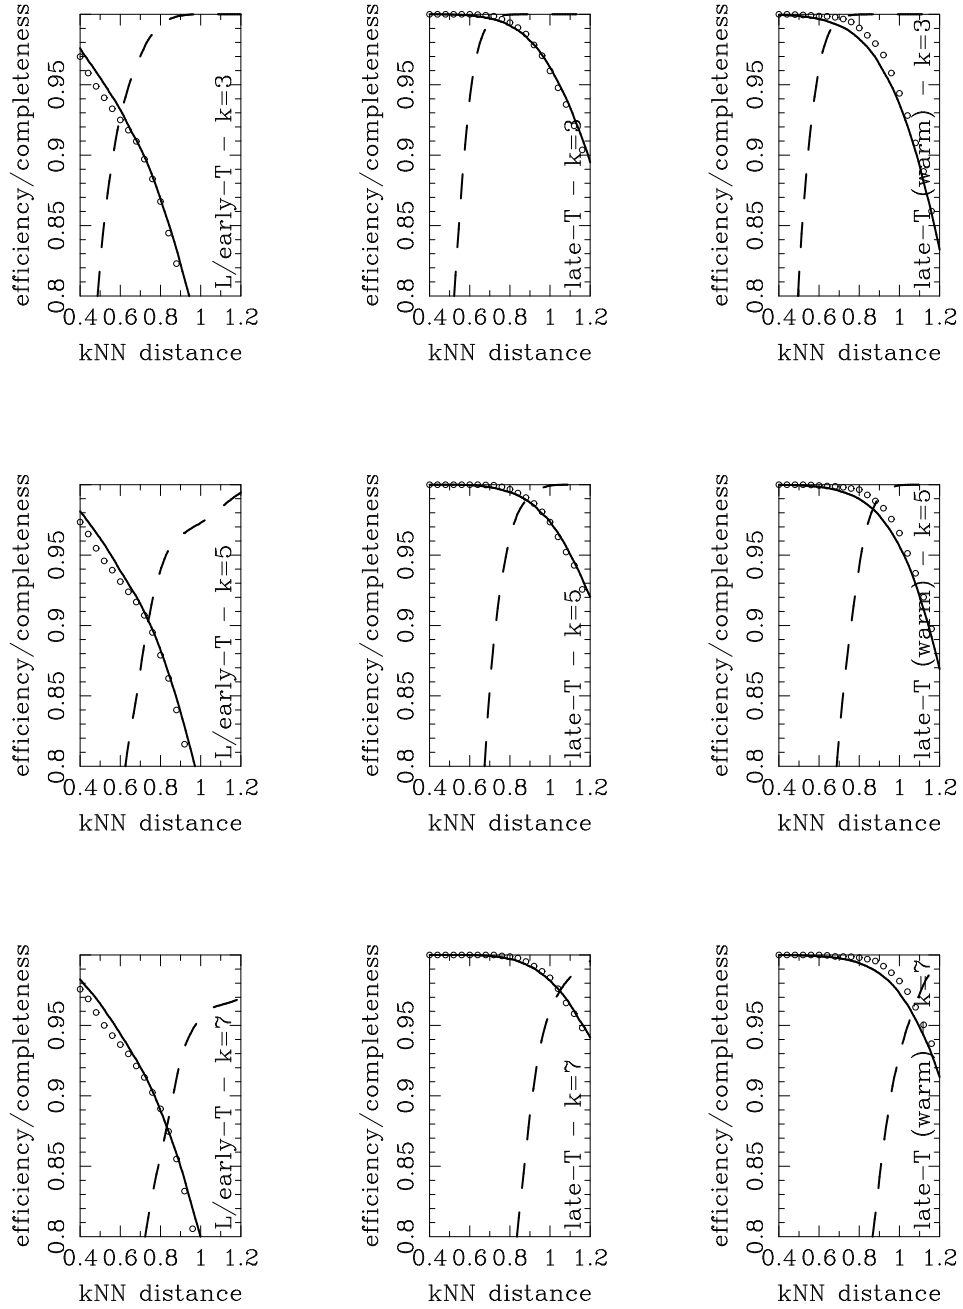 efficiency/completeness
0.8 0.85 0.9 0.95
L/early−T − k=3
0.4 0.6 0.8 1 1.2
kNN distance
efficiency/completeness
0.8 0.85 0.9 0.95
late−T − k=3
0.4 0.6 0.8 1 1.2
kNN distance
efficiency/completeness
0.8 0.85 0.9 0.95
late−T (warm) − k=3
0.4 0.6 0.8 1 1.2
kNN distance
efficiency/completeness
0.8 0.85 0.9 0.95
L/early−T − k=5
0.4 0.6 0.8 1 1.2
kNN distance
efficiency/completeness
0.8 0.85 0.9 0.95
late−T − k=5
0.4 0.6 0.8 1 1.2
kNN distance
efficiency/completeness
0.8 0.85 0.9 0.95
late−T (warm) − k=5
0.4 0.6 0.8 1 1.2
kNN distance
efficiency/completeness
0.8 0.85 0.9 0.95
L/early−T − k=7
0.4 0.6 0.8 1 1.2
kNN distance
efficiency/completeness
0.8 0.85 0.9 0.95
late−T − k=7
0.4 0.6 0.8 1 1.2
kNN distance
efficiency/completeness
0.8 0.85 0.9 0.95
late−T (warm) − k=7
0.4 0.6 0.8 1 1.2
kNN distance